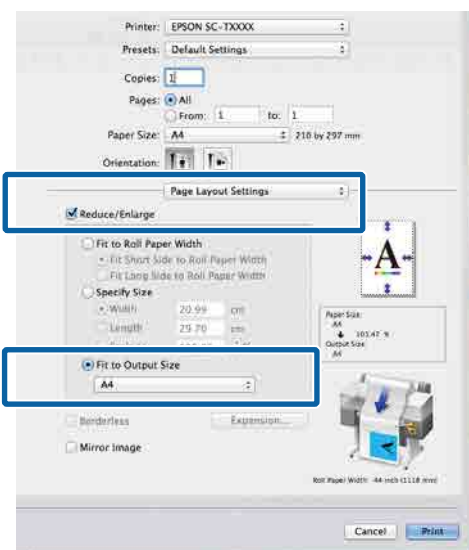 Printer: EPSON SC-TXXXX
Presets: Default Settings
Copies: 1
Pages: All
From: 1 to: 1
Paper Size: A4 210 by 297 mm
Orientation:
Page Layout Settings
Reduce/Enlarge
Fit to Roll Paper Width
Fit Short Side to Roll Paper Width
Fit Long Side to Roll Paper Width
Specify Size
Width 20.99 cm
Length 29.70 cm
Fit to Output Size
A4
Borderless Expansion...
Mirror Image
A
Paper Size:
A4
103.47 %
Output Size
A4
Roll Paper Width: 44 inch (1118 mm)
Cancel Print